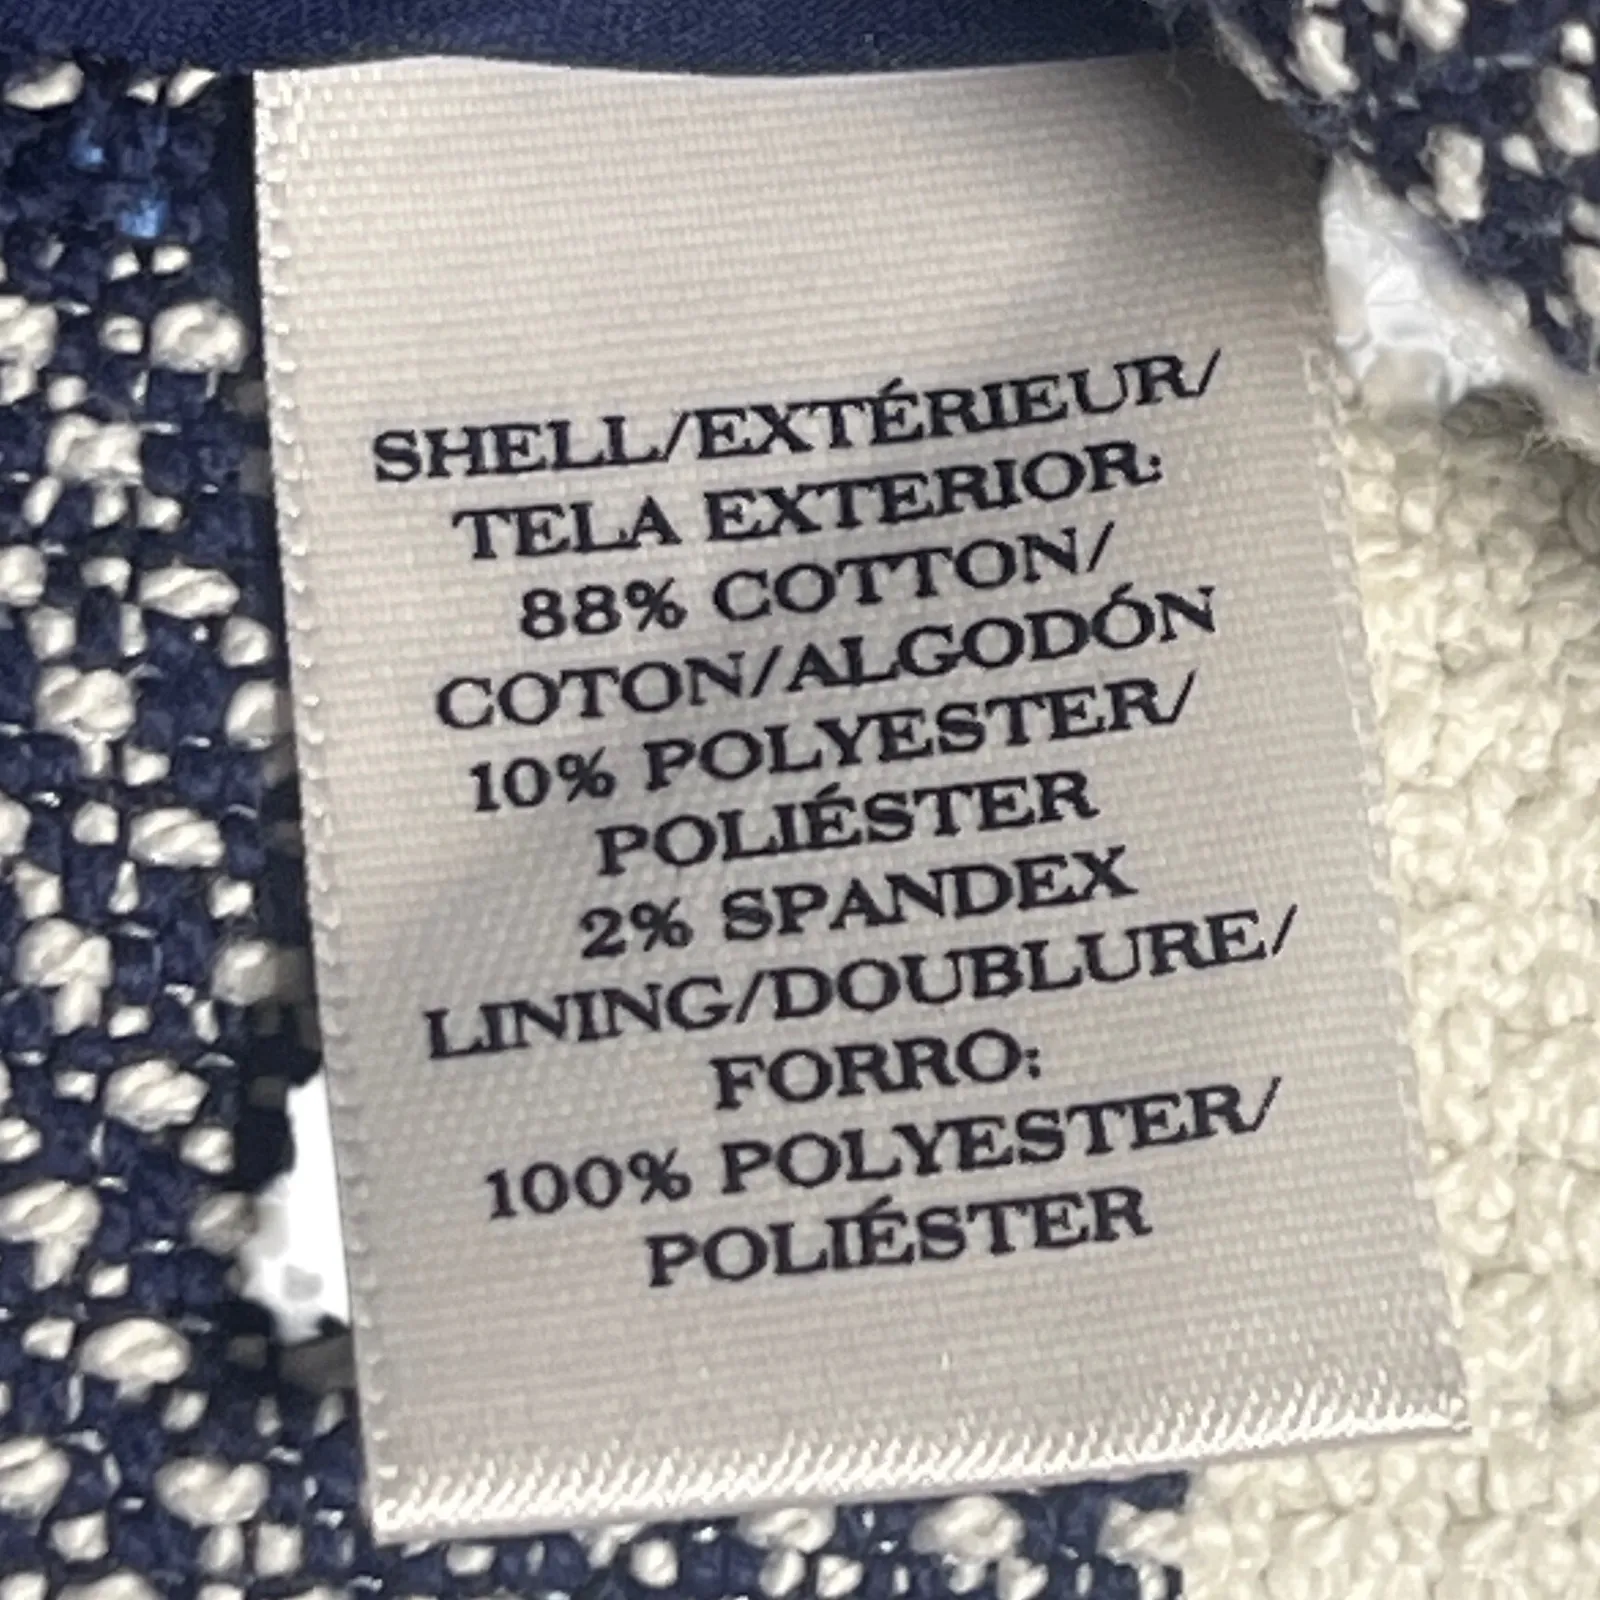 SHELL/EXTÉRIEUR/
TELA EXTERIOR:
88% COTTON/
COTON/ALGODÓN
10% POLYESTER/
POLIÉSTER
2% SPANDEX
LINING/DOUBLURE/
FORRO:
100% POLYESTER/
POLIÉSTER